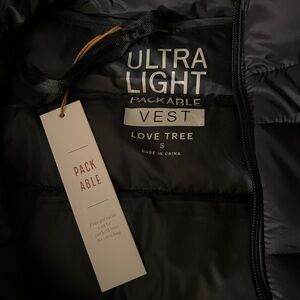 ULTRA
LIGHT
PACKABLE
VEST
LOVE TREE
S
MADE IN CHINA
PACK
ABLE